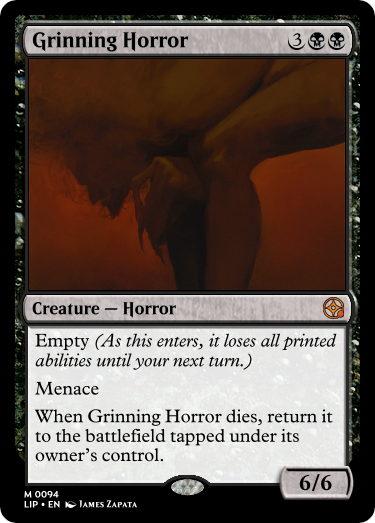 Grinning Horror 3
Creature — Horror
Empty (As this enters, it loses all printed
abilities until your next turn.)
Menace
When Grinning Horror dies, return it
to the battlefield tapped under its
owner's control.
6/6
M 0094
LIP • EN James Zapata